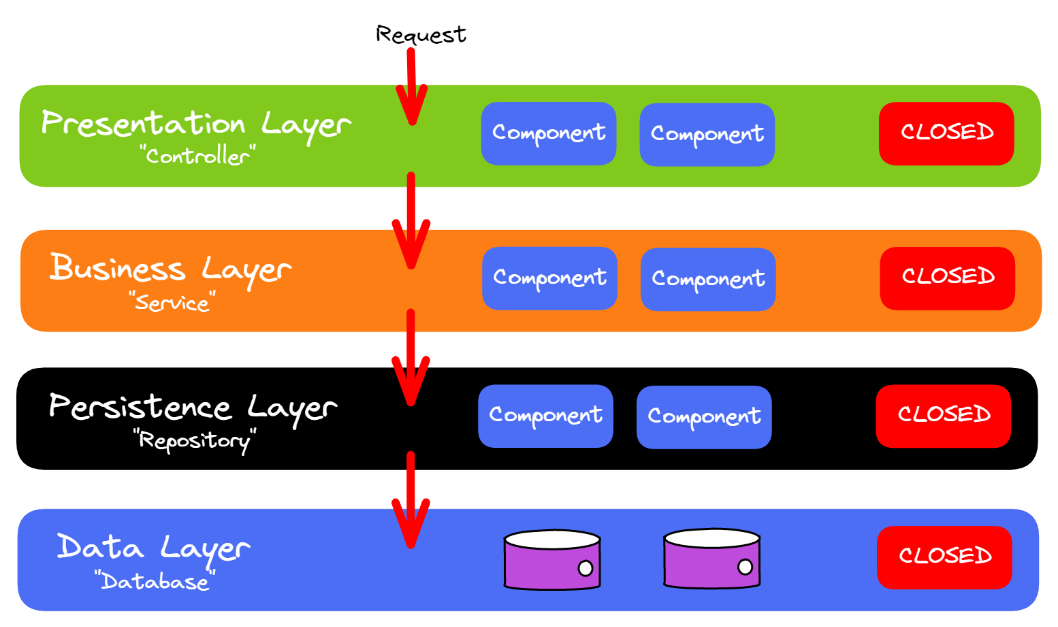 Request
Presentation Layer
"Controller"
Component
Component
CLOSED
Business Layer
"Service"
Component
Component
CLOSED
Persistence Layer
"Repository"
Component
Component
CLOSED
Data Layer
"Database"
CLOSED